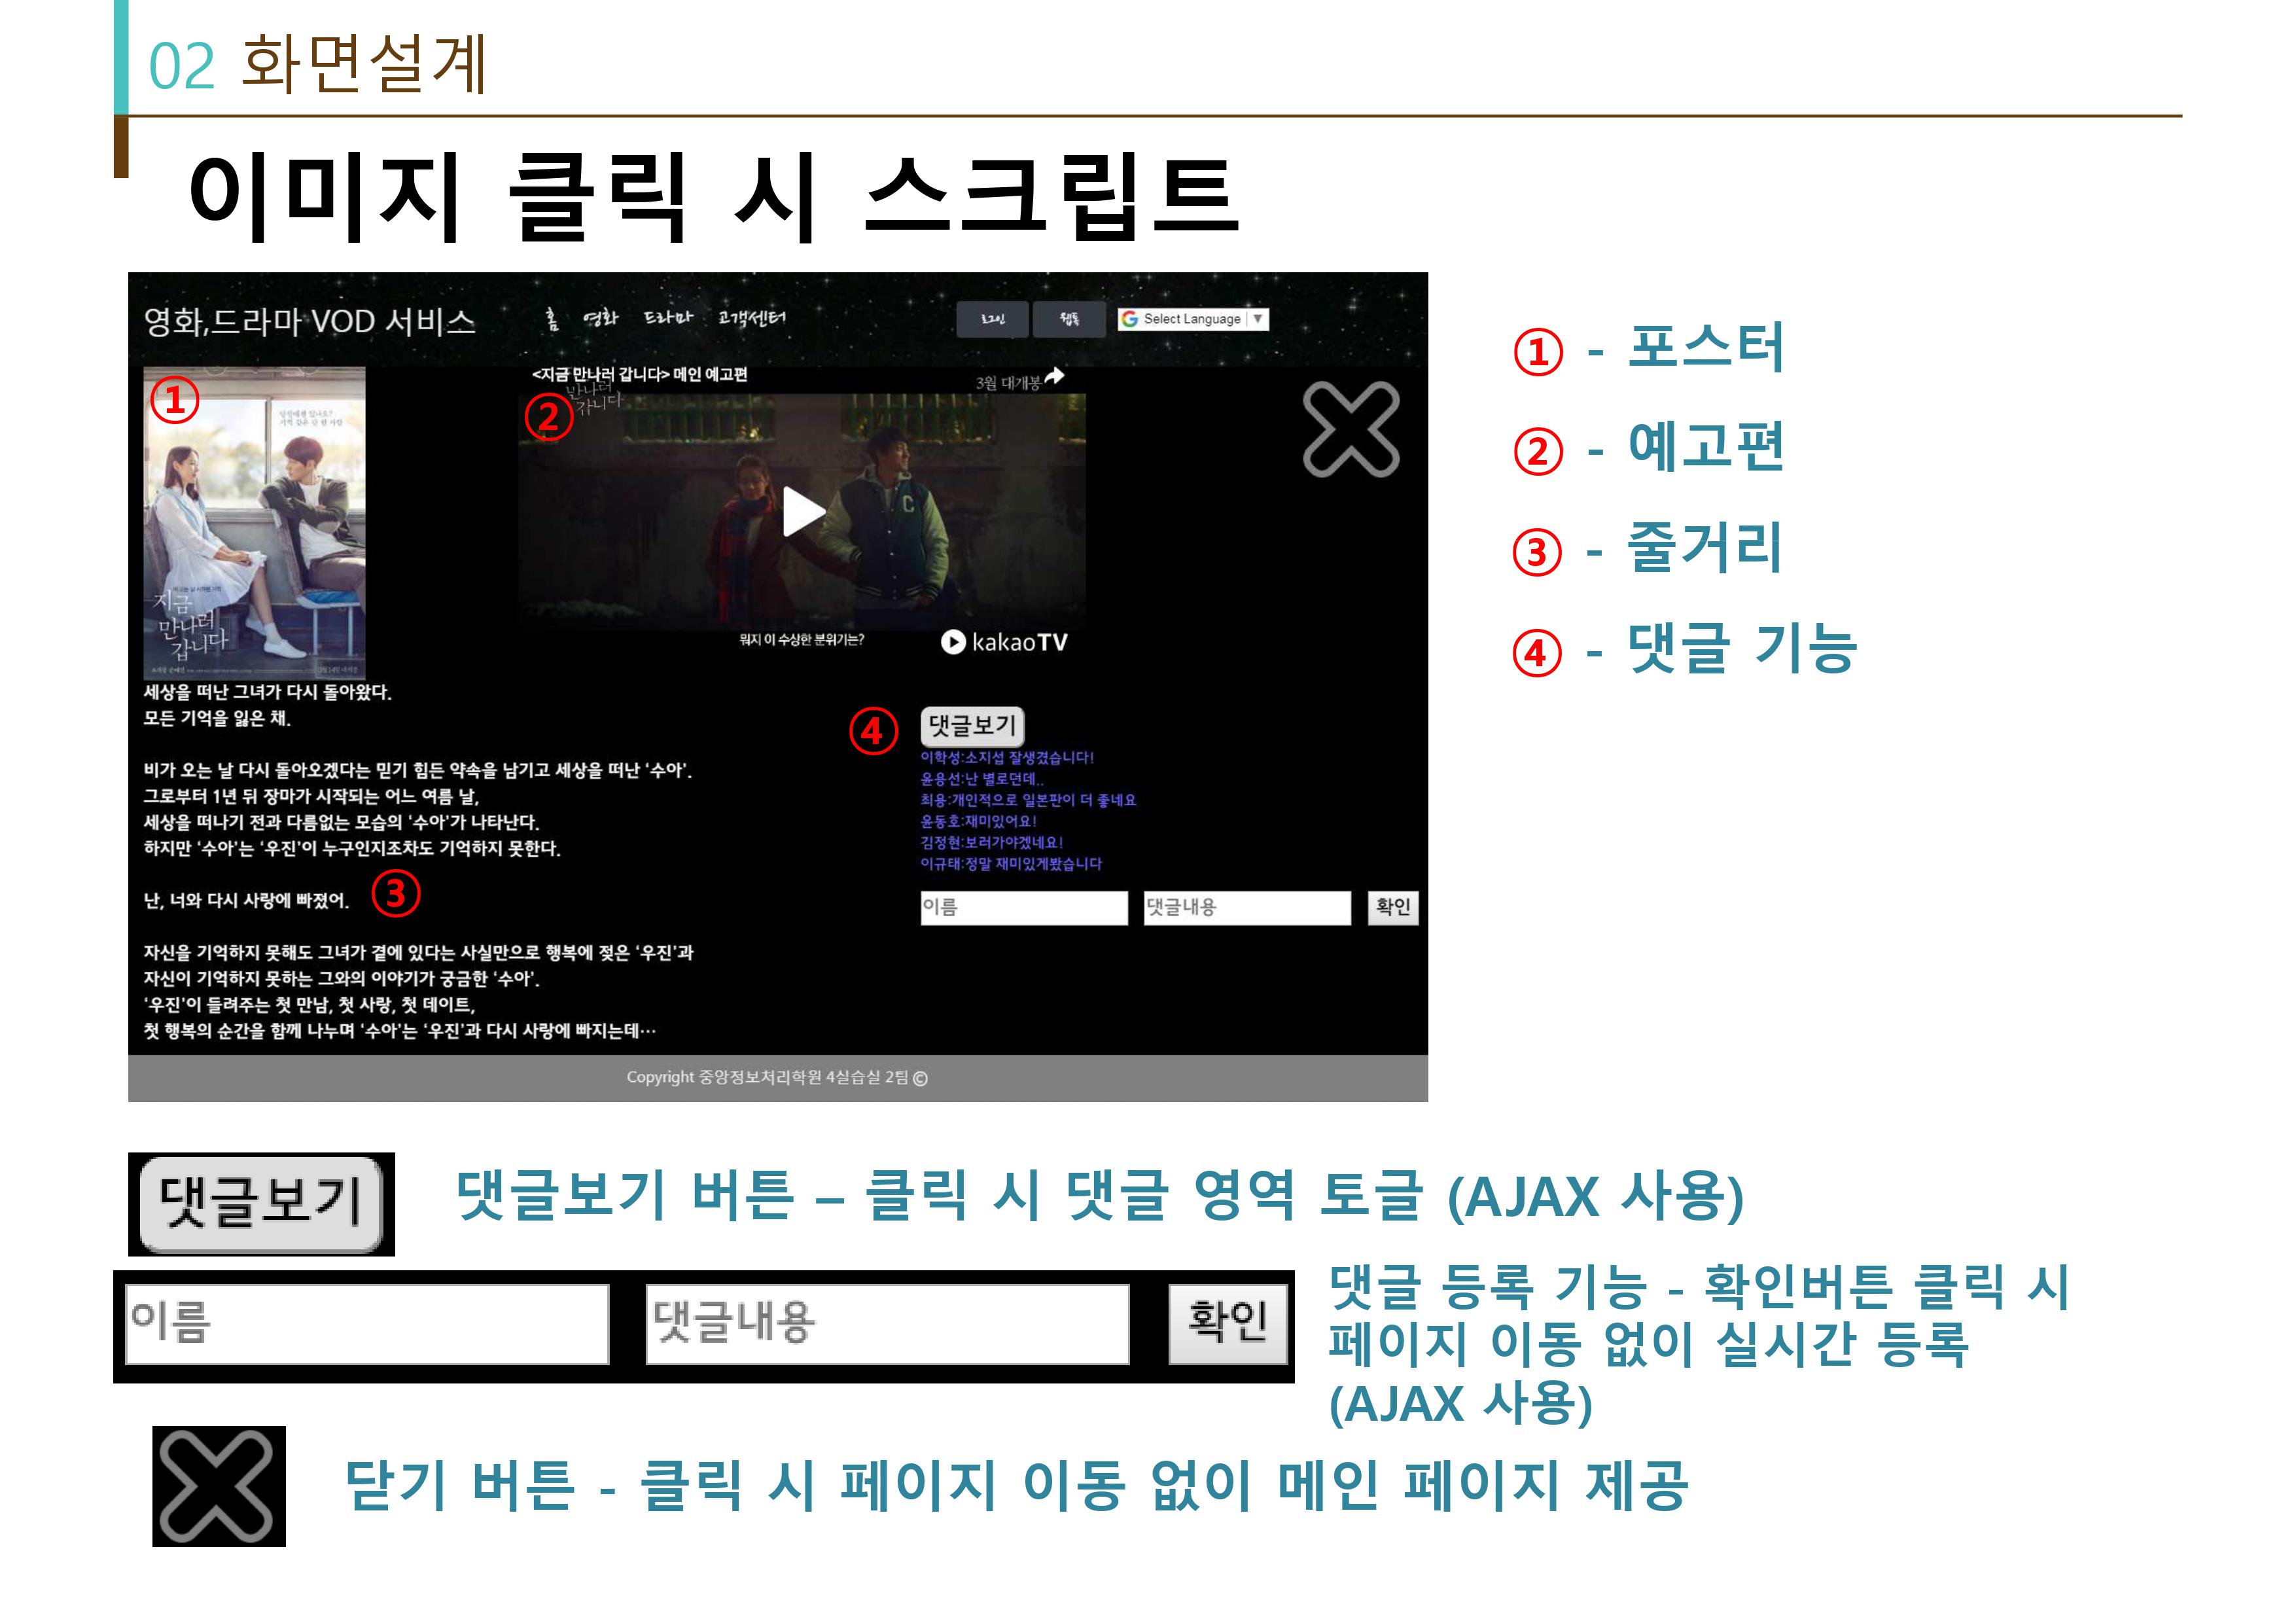 02 화면설계
이미지 클릭 시 스크립트
영화,드라마 VOD 서비스
홈 영화 드라마 고객센터
로그인 웹툰 Select Language ▼
①
당신에겐 있나요?
지금
만나러
갑니다
<지금 만나러 갑니다> 메인 예고편
3월 대개봉
만나러
갑니다
②
뭐지 이 수상한 분위기는?
kakaoTV
세상을 떠난 그녀가 다시 돌아왔다.
모든 기억을 잃은 채.
비가 오는 날 다시 돌아오겠다는 믿기 힘든 약속을 남기고 세상을 떠난 ‘수아’.
그로부터 1년 뒤 장마가 시작되는 어느 여름 날,
세상을 떠나기 전과 다름없는 모습의 ‘수아’가 나타난다.
하지만 ‘수아’는 ‘우진’이 누구인지조차도 기억하지 못한다.
난, 너와 다시 사랑에 빠졌어. ③
자신을 기억하지 못해도 그녀가 곁에 있다는 사실만으로 행복에 젖은 ‘우진’과
자신이 기억하지 못하는 그와의 이야기가 궁금한 ‘수아’.
‘우진’이 들려주는 첫 만남, 첫 사랑, 첫 데이트,
첫 행복의 순간을 함께 나누며 ‘수아’는 ‘우진’과 다시 사랑에 빠지는데…
④ 댓글보기
이학성:소지섭 잘생겼습니다!
윤용선:난 별로던데..
최용:개인적으로 일본판이 더 좋네요
윤동호:재미있어요!
김정현:보러가야겠네요!
이규태:정말 재미있게봤습니다
이름 댓글내용 확인
Copyright 중앙정보처리학원 4실습실 2팀 ©
① - 포스터
② - 예고편
③ - 줄거리
④ - 댓글 기능
댓글보기 댓글보기 버튼 – 클릭 시 댓글 영역 토글 (AJAX 사용)
이름 댓글내용 확인
댓글 등록 기능 - 확인버튼 클릭 시
페이지 이동 없이 실시간 등록
(AJAX 사용)
닫기 버튼 - 클릭 시 페이지 이동 없이 메인 페이지 제공